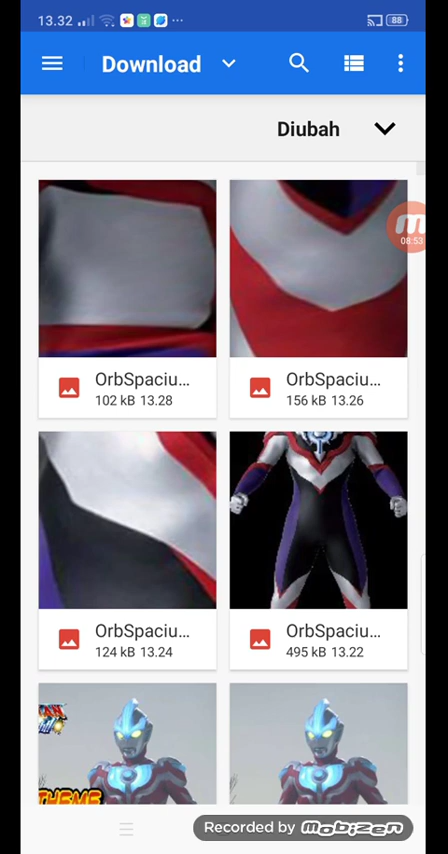 13.32
88
Download
Diubah
m
08:53
OrbSpaciu...
102 kB 13.28
OrbSpaciu...
156 kB 13.26
OrbSpaciu...
124 kB 13.24
OrbSpaciu...
495 kB 13.22
THEME
Recorded by mobizen